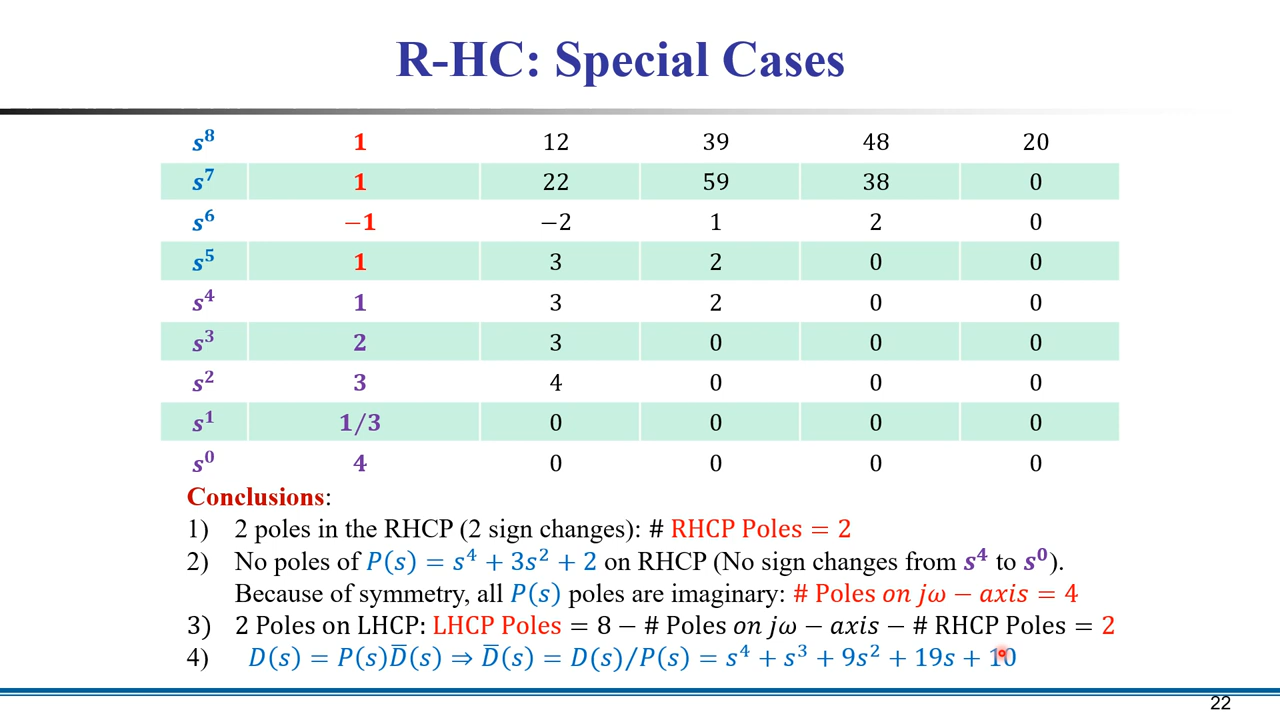 R-HC: Special Cases
s⁸ 1 12 39 48 20
s⁷ 1 22 59 38 0
s⁶ −1 −2 1 2 0
s⁵ 1 3 2 0 0
s⁴ 1 3 2 0 0
s³ 2 3 0 0 0
s² 3 4 0 0 0
s¹ 1/3 0 0 0 0
s⁰ 4 0 0 0 0
Conclusions:
1) 2 poles in the RHCP (2 sign changes): # RHCP Poles = 2
2) No poles of P(s) = s⁴ + 3s² + 2 on RHCP (No sign changes from s⁴ to s⁰).
Because of symmetry, all P(s) poles are imaginary: # Poles on jω − axis = 4
3) 2 Poles on LHCP: LHCP Poles = 8 − # Poles on jω − axis − # RHCP Poles = 2
4) D(s) = P(s)D̅(s) ⇒ D̅(s) = D(s)/P(s) = s⁴ + s³ + 9s² + 19s + 10
22